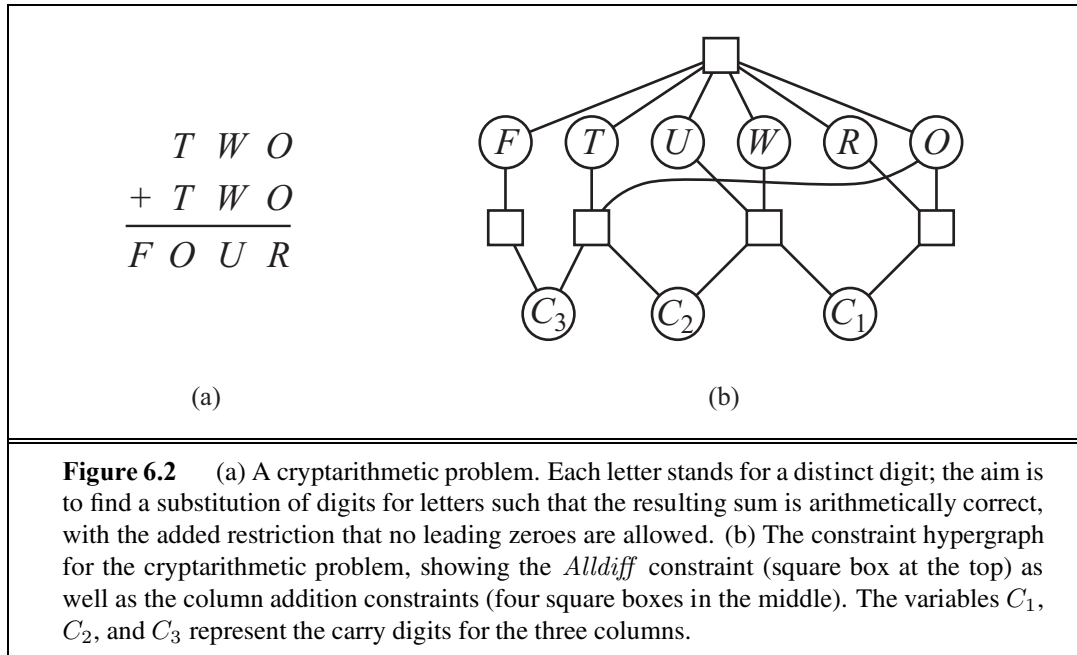 T W O
+ T W O
F O U R
(a)
F T U W R O
C3 C2 C1
(b)
Figure 6.2 (a) A cryptarithmetic problem. Each letter stands for a distinct digit; the aim is
to find a substitution of digits for letters such that the resulting sum is arithmetically correct,
with the added restriction that no leading zeroes are allowed. (b) The constraint hypergraph
for the cryptarithmetic problem, showing the Alldiff constraint (square box at the top) as
well as the column addition constraints (four square boxes in the middle). The variables C1,
C2, and C3 represent the carry digits for the three columns.